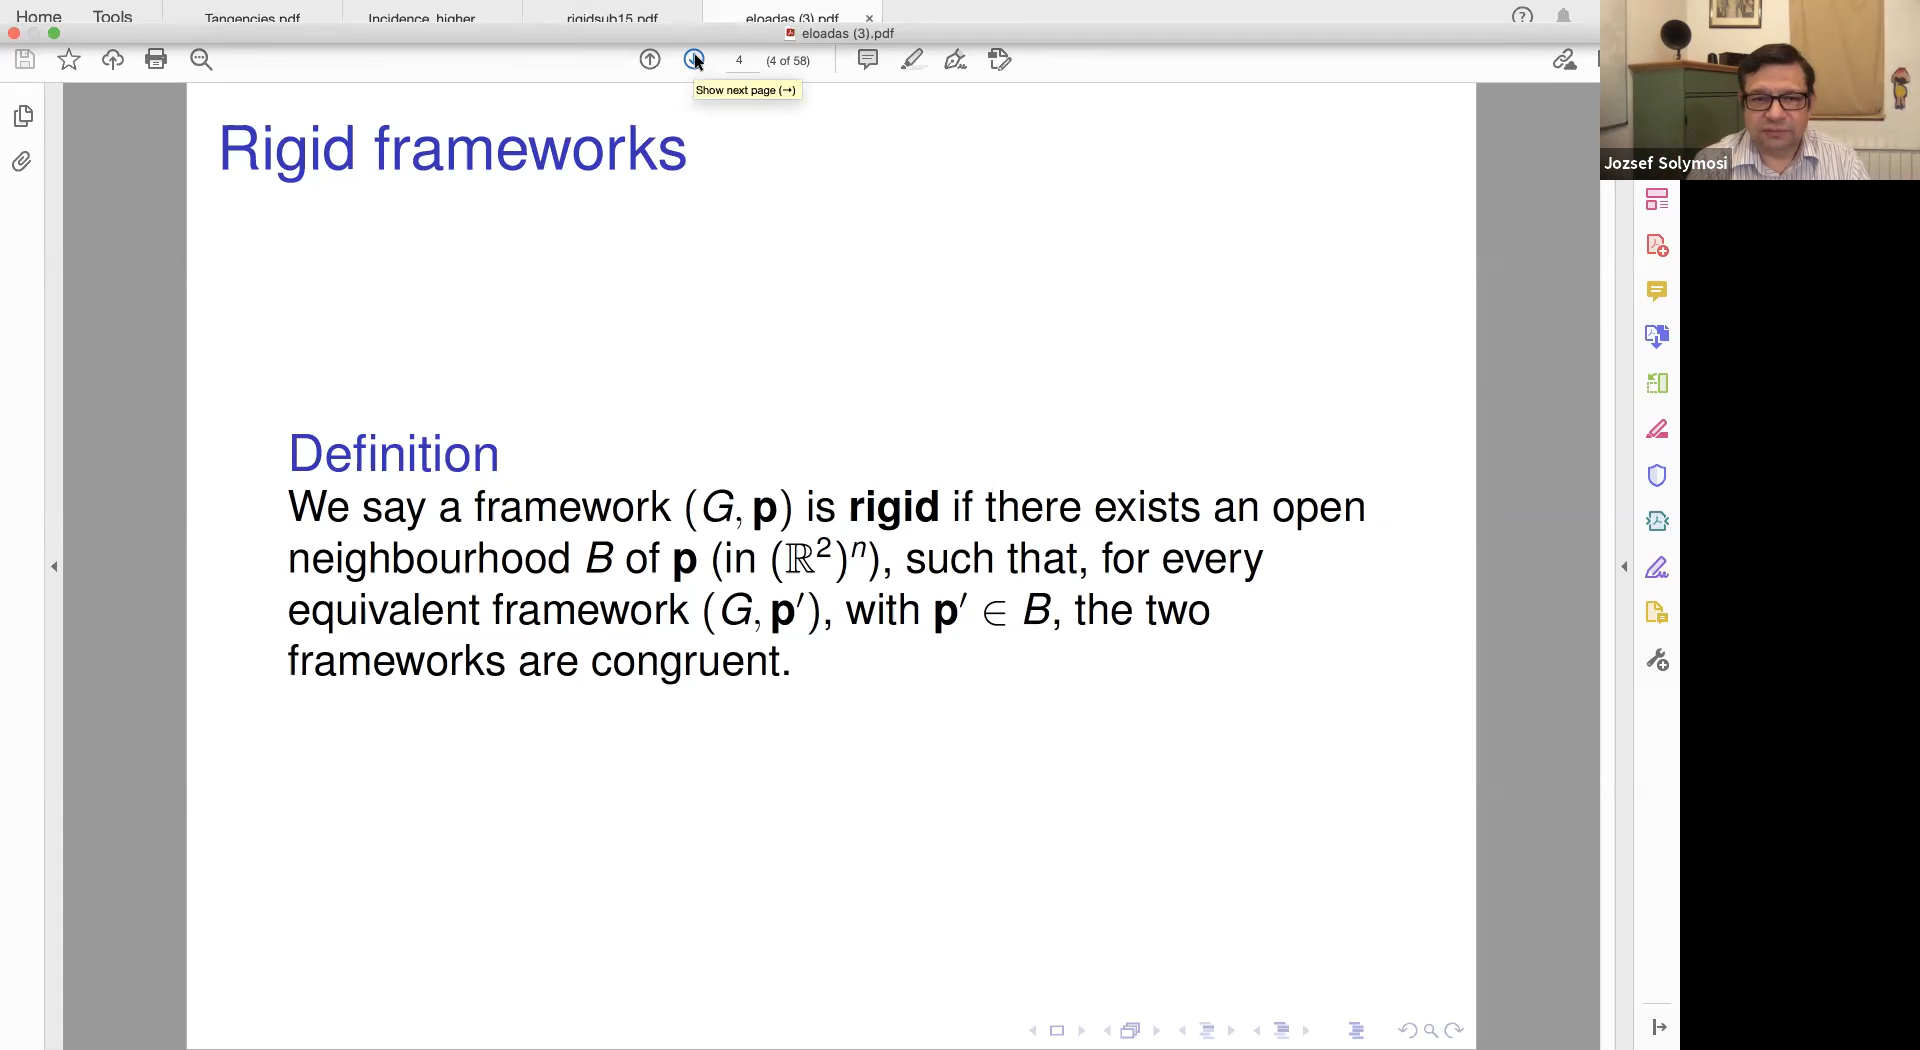 Home Tools Tangencies.pdf Incidence_higher... rigidsub15.pdf eloadas (3).pdf ×
eloadas (3).pdf
4 (4 of 58)
Show next page (→)
Jozsef Solymosi
Rigid frameworks
Definition
We say a framework (G, p) is rigid if there exists an open
neighbourhood B of p (in (ℝ²)ⁿ), such that, for every
equivalent framework (G, p′), with p′ ∈ B, the two
frameworks are congruent.